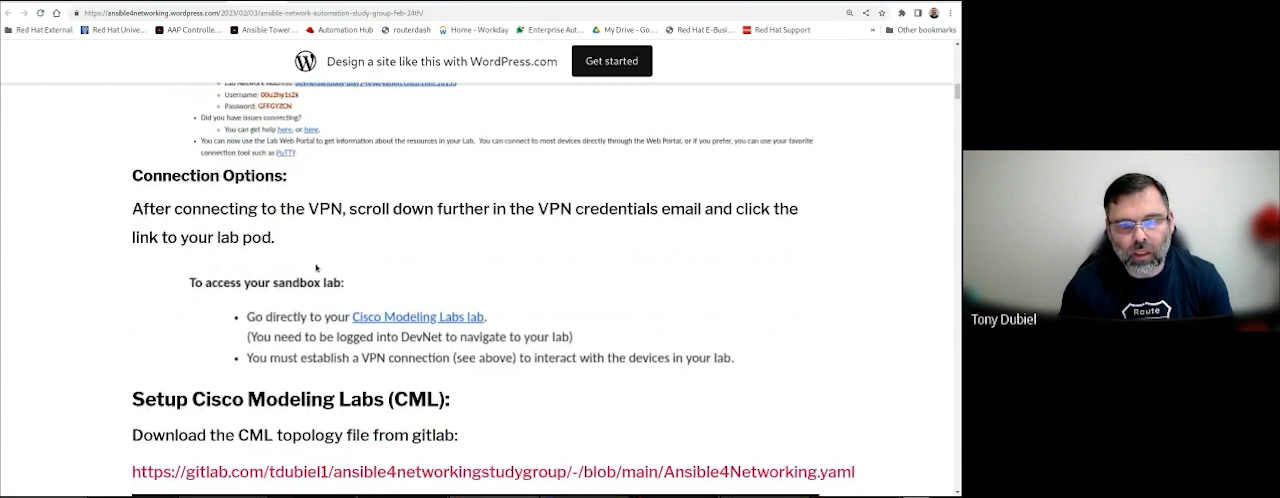 https://ansible4networking.wordpress.com/2023/02/03/ansible-network-automation-study-group-feb-24th/
Red Hat External
Red Hat Unive...
AAP Controlle...
Ansible Tower...
Automation Hub
routerdash
Home - Workday
Enterprise Aut...
My Drive - Go...
Red Hat E-Busi...
Red Hat Support
»
Other bookmarks
Design a site like this with WordPress.com
Get started
Lab Network Address:
Username: 00u2hy1s2k
Password: GFFGYZCN
Did you have issues connecting?
You can get help here, or here.
You can now use the Lab Web Portal to get information about the resources in your Lab. You can connect to most devices directly through the Web Portal, or if you prefer, you can use your favorite
connection tool such as PuTTY.
Connection Options:
After connecting to the VPN, scroll down further in the VPN credentials email and click the
link to your lab pod.
To access your sandbox lab:
Go directly to your Cisco Modeling Labs lab.
(You need to be logged into DevNet to navigate to your lab)
You must establish a VPN connection (see above) to interact with the devices in your lab.
Setup Cisco Modeling Labs (CML):
Download the CML topology file from gitlab:
https://gitlab.com/tdubiel1/ansible4networkingstudygroup/-/blob/main/Ansible4Networking.yaml
Route
Tony Dubiel